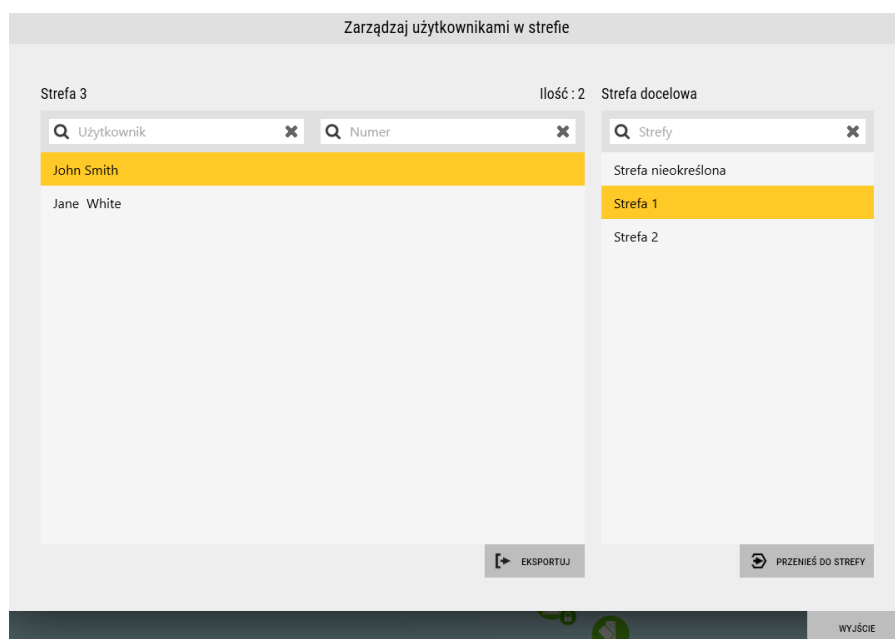 Zarządzaj użytkownikami w strefie
Strefa 3 Ilość : 2 Strefa docelowa
Użytkownik Numer Strefy
John Smith Strefa nieokreślona
Jane White Strefa 1
Strefa 2
EKSPORTUJ PRZENIEŚ DO STREFY
WYJŚCIE